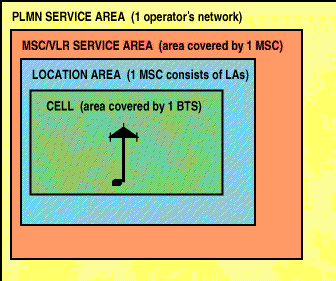 PLMN SERVICE AREA (1 operator's network)
MSC/VLR SERVICE AREA (area covered by 1 MSC)
LOCATION AREA (1 MSC consists of LAs)
CELL (area covered by 1 BTS)